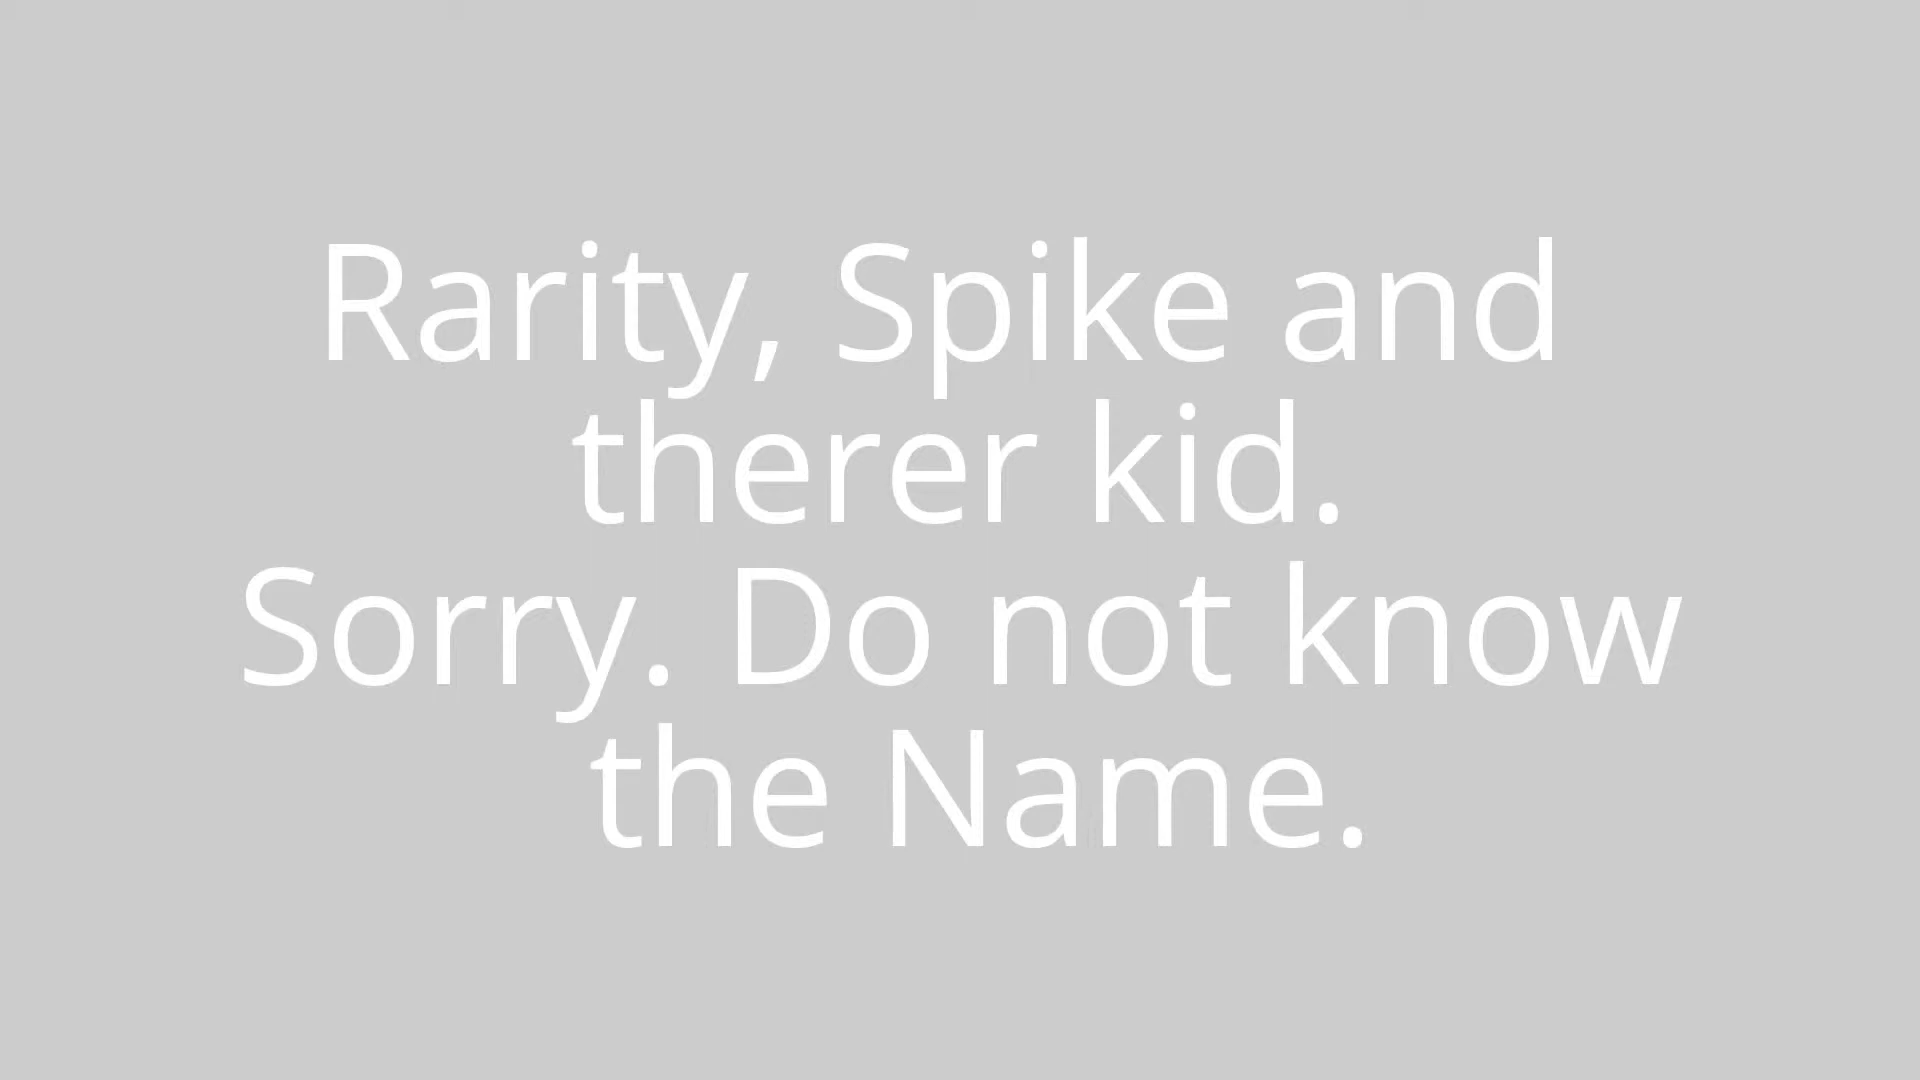 Rarity, Spike and
therer kid.
Sorry. Do not know
the Name.